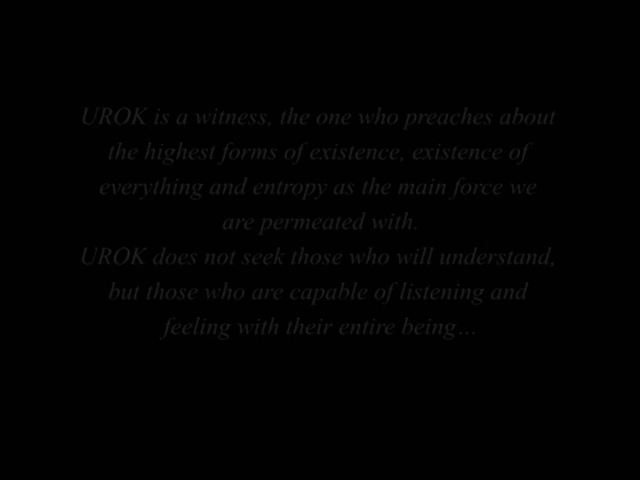 UROK is a witness, the one who preaches about
the highest forms of existence, existence of
everything and entropy as the main force we
are permeated with.
UROK does not seek those who will understand,
but those who are capable of listening and
feeling with their entire being...